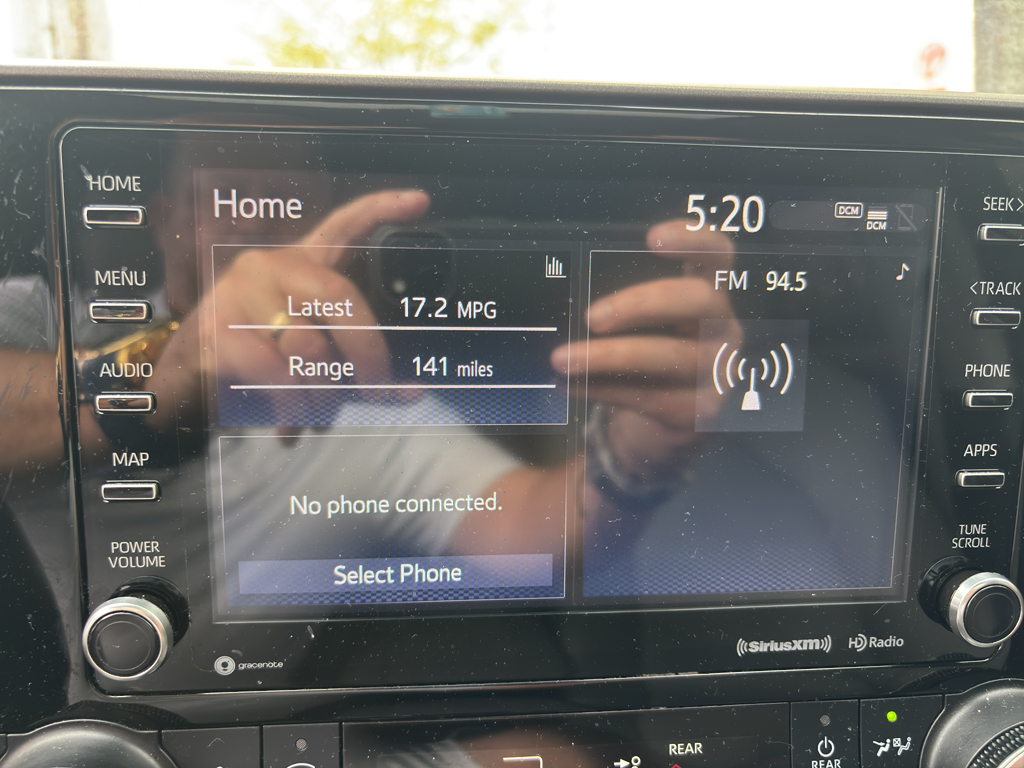 HOME
MENU
AUDIO
MAP
POWER
VOLUME
Home
5:20
DCM
DCM
Latest 17.2 MPG
Range 141 miles
No phone connected.
Select Phone
FM 94.5
SEEK>
<TRACK
PHONE
APPS
TUNE
SCROLL
gracenote
((SiriusXM))
HD Radio
REAR
REAR